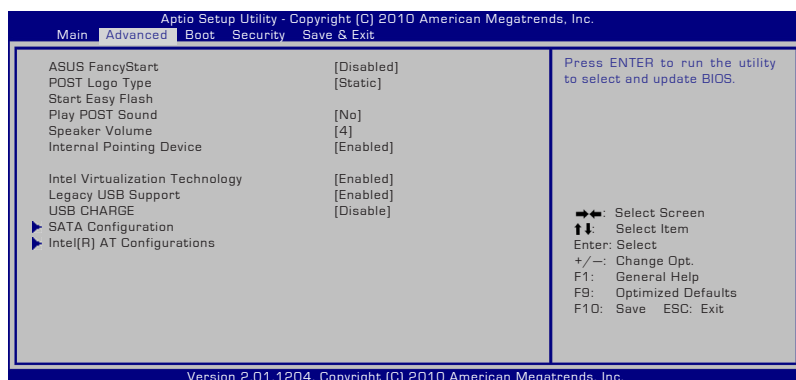 Aptio Setup Utility - Copyright (C) 2010 American Megatrends, Inc.
Main Advanced Boot Security Save & Exit
ASUS FancyStart [Disabled]
POST Logo Type [Static]
Start Easy Flash
Play POST Sound [No]
Speaker Volume [4]
Internal Pointing Device [Enabled]
Intel Virtualization Technology [Enabled]
Legacy USB Support [Enabled]
USB CHARGE [Disable]
SATA Configuration
Intel(R) AT Configurations
Press ENTER to run the utility
to select and update BIOS.
→←: Select Screen
↑↓: Select Item
Enter: Select
+/—: Change Opt.
F1: General Help
F9: Optimized Defaults
F10: Save ESC: Exit
Version 2.01.1204. Copyright (C) 2010 American Megatrends, Inc.